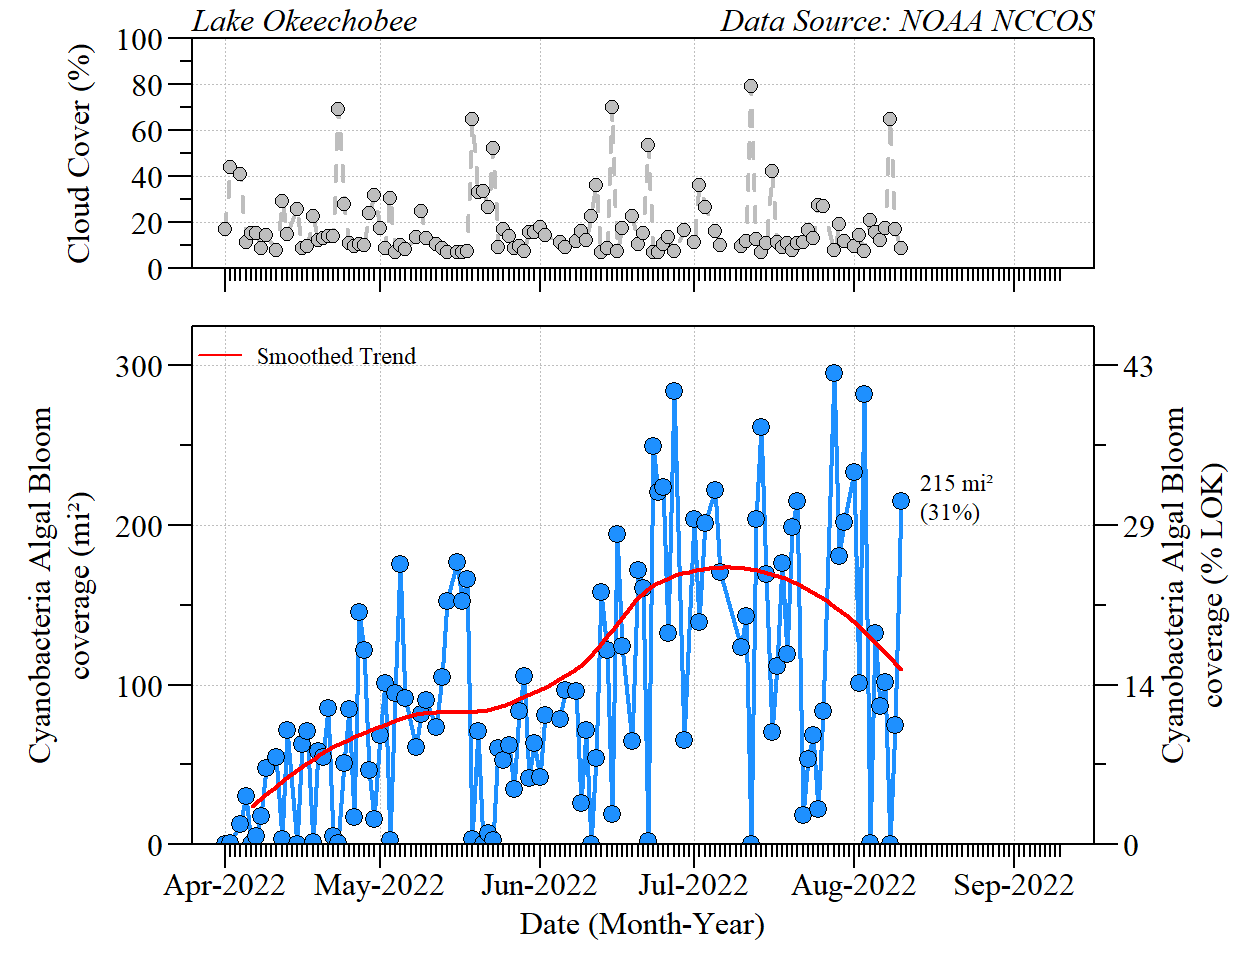 Lake Okeechobee
Data Source: NOAA NCCOS
Cloud Cover (%)
100
80
60
40
20
0
Smoothed Trend
Cyanobacteria Algal Bloom
coverage (mi²)
300
200
100
0
215 mi²
(31%)
43
29
14
0
Cyanobacteria Algal Bloom
coverage (% LOK)
Apr-2022
May-2022
Jun-2022
Jul-2022
Aug-2022
Sep-2022
Date (Month-Year)